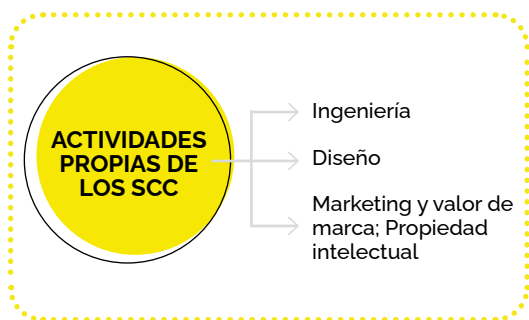 ACTIVIDADES
PROPIAS DE
LOS SCC
Ingeniería
Diseño
Marketing y valor de
marca; Propiedad
intelectual